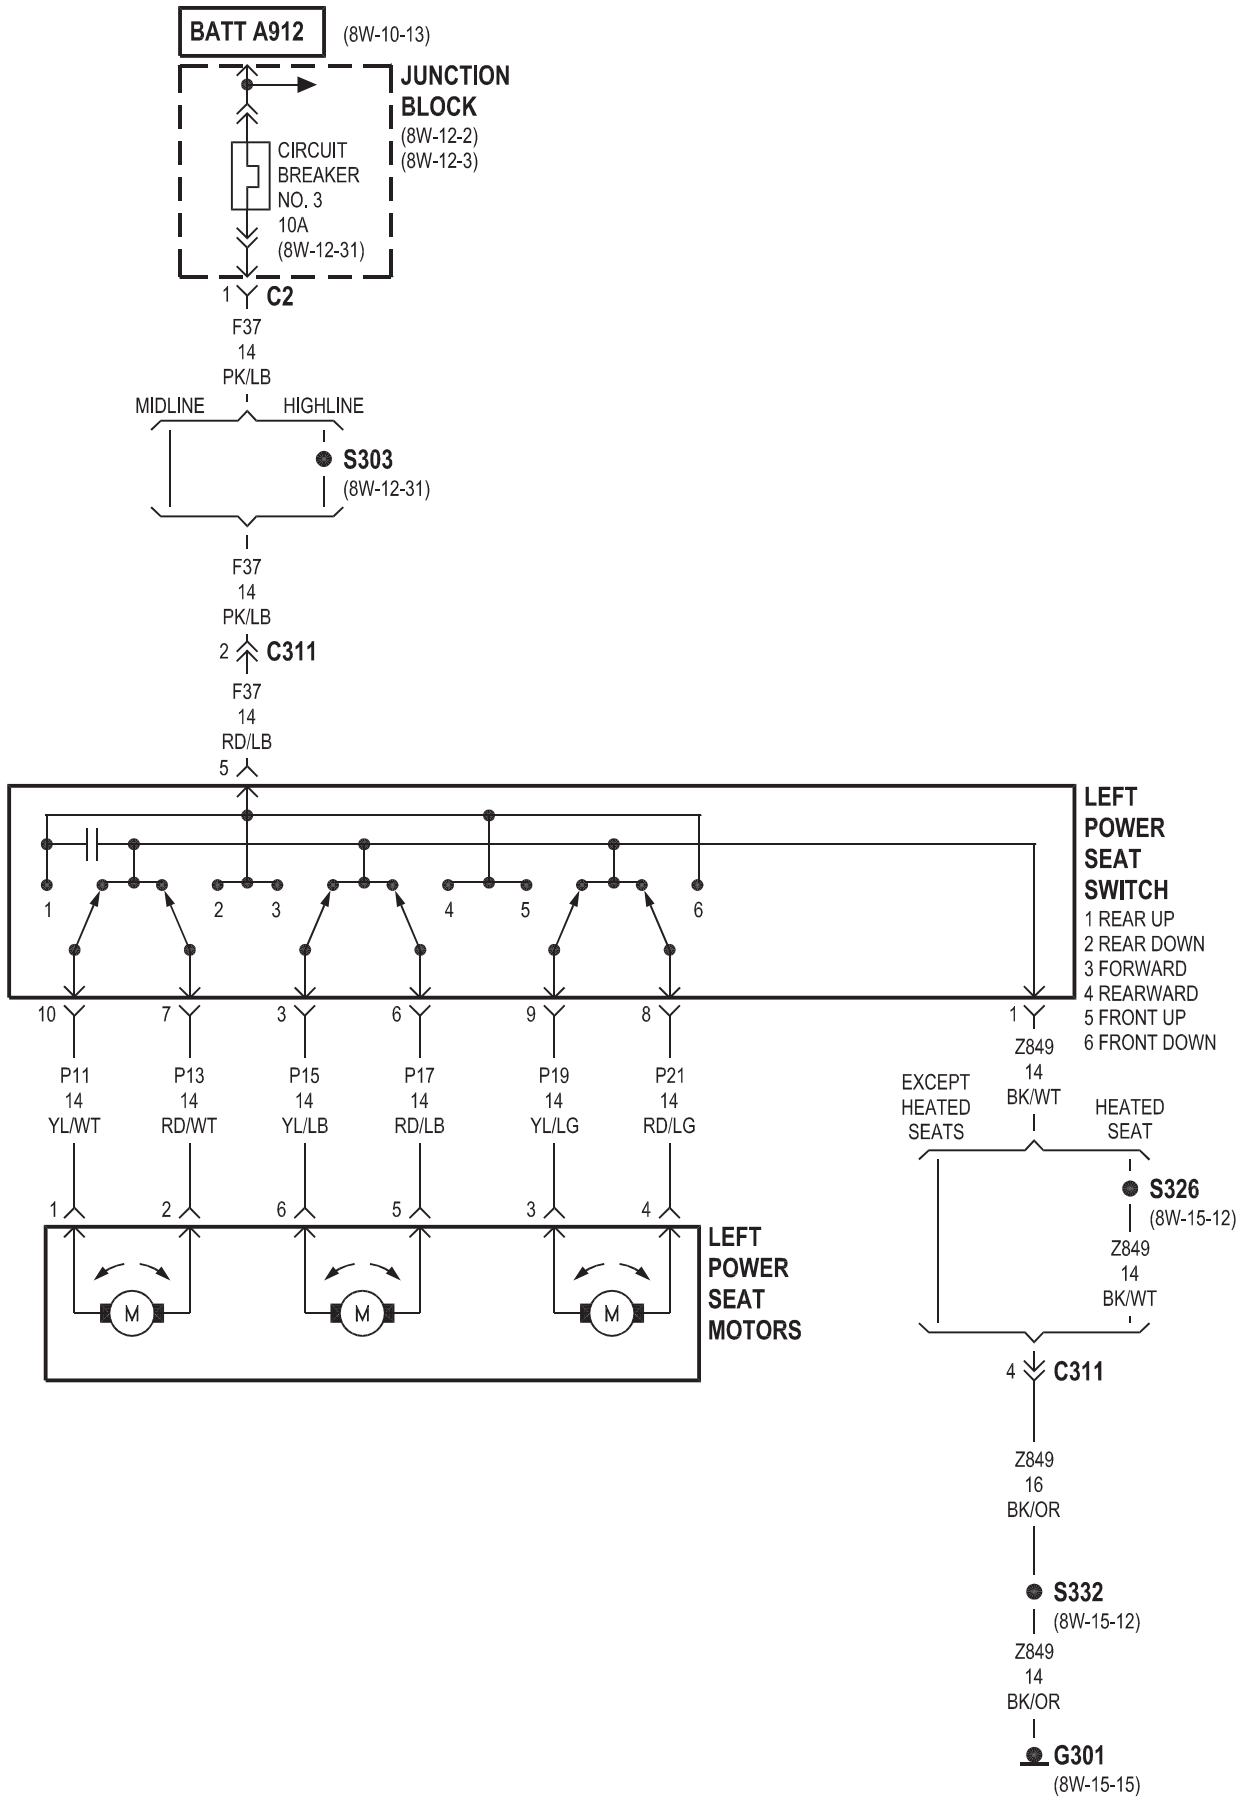 BATT A912
(8W-10-13)
JUNCTION
BLOCK
(8W-12-2)
(8W-12-3)
CIRCUIT
BREAKER
NO. 3
10A
(8W-12-31)
1 C2
F37
14
PK/LB
MIDLINE HIGHLINE
S303
(8W-12-31)
F37
14
PK/LB
2 C311
F37
14
RD/LB
5
LEFT
POWER
SEAT
SWITCH
1 REAR UP
2 REAR DOWN
3 FORWARD
4 REARWARD
5 FRONT UP
6 FRONT DOWN
1 2 3 4 5 6
10 7 3 6 9 8 1
P11 P13 P15 P17 P19 P21
14 14 14 14 14 14
YL/WT RD/WT YL/LB RD/LB YL/LG RD/LG
1 2 6 5 3 4
M M M
LEFT
POWER
SEAT
MOTORS
Z849
14
BK/WT
EXCEPT
HEATED
SEATS
HEATED
SEAT
S326
(8W-15-12)
Z849
14
BK/WT
4 C311
Z849
16
BK/OR
S332
(8W-15-12)
Z849
14
BK/OR
G301
(8W-15-15)